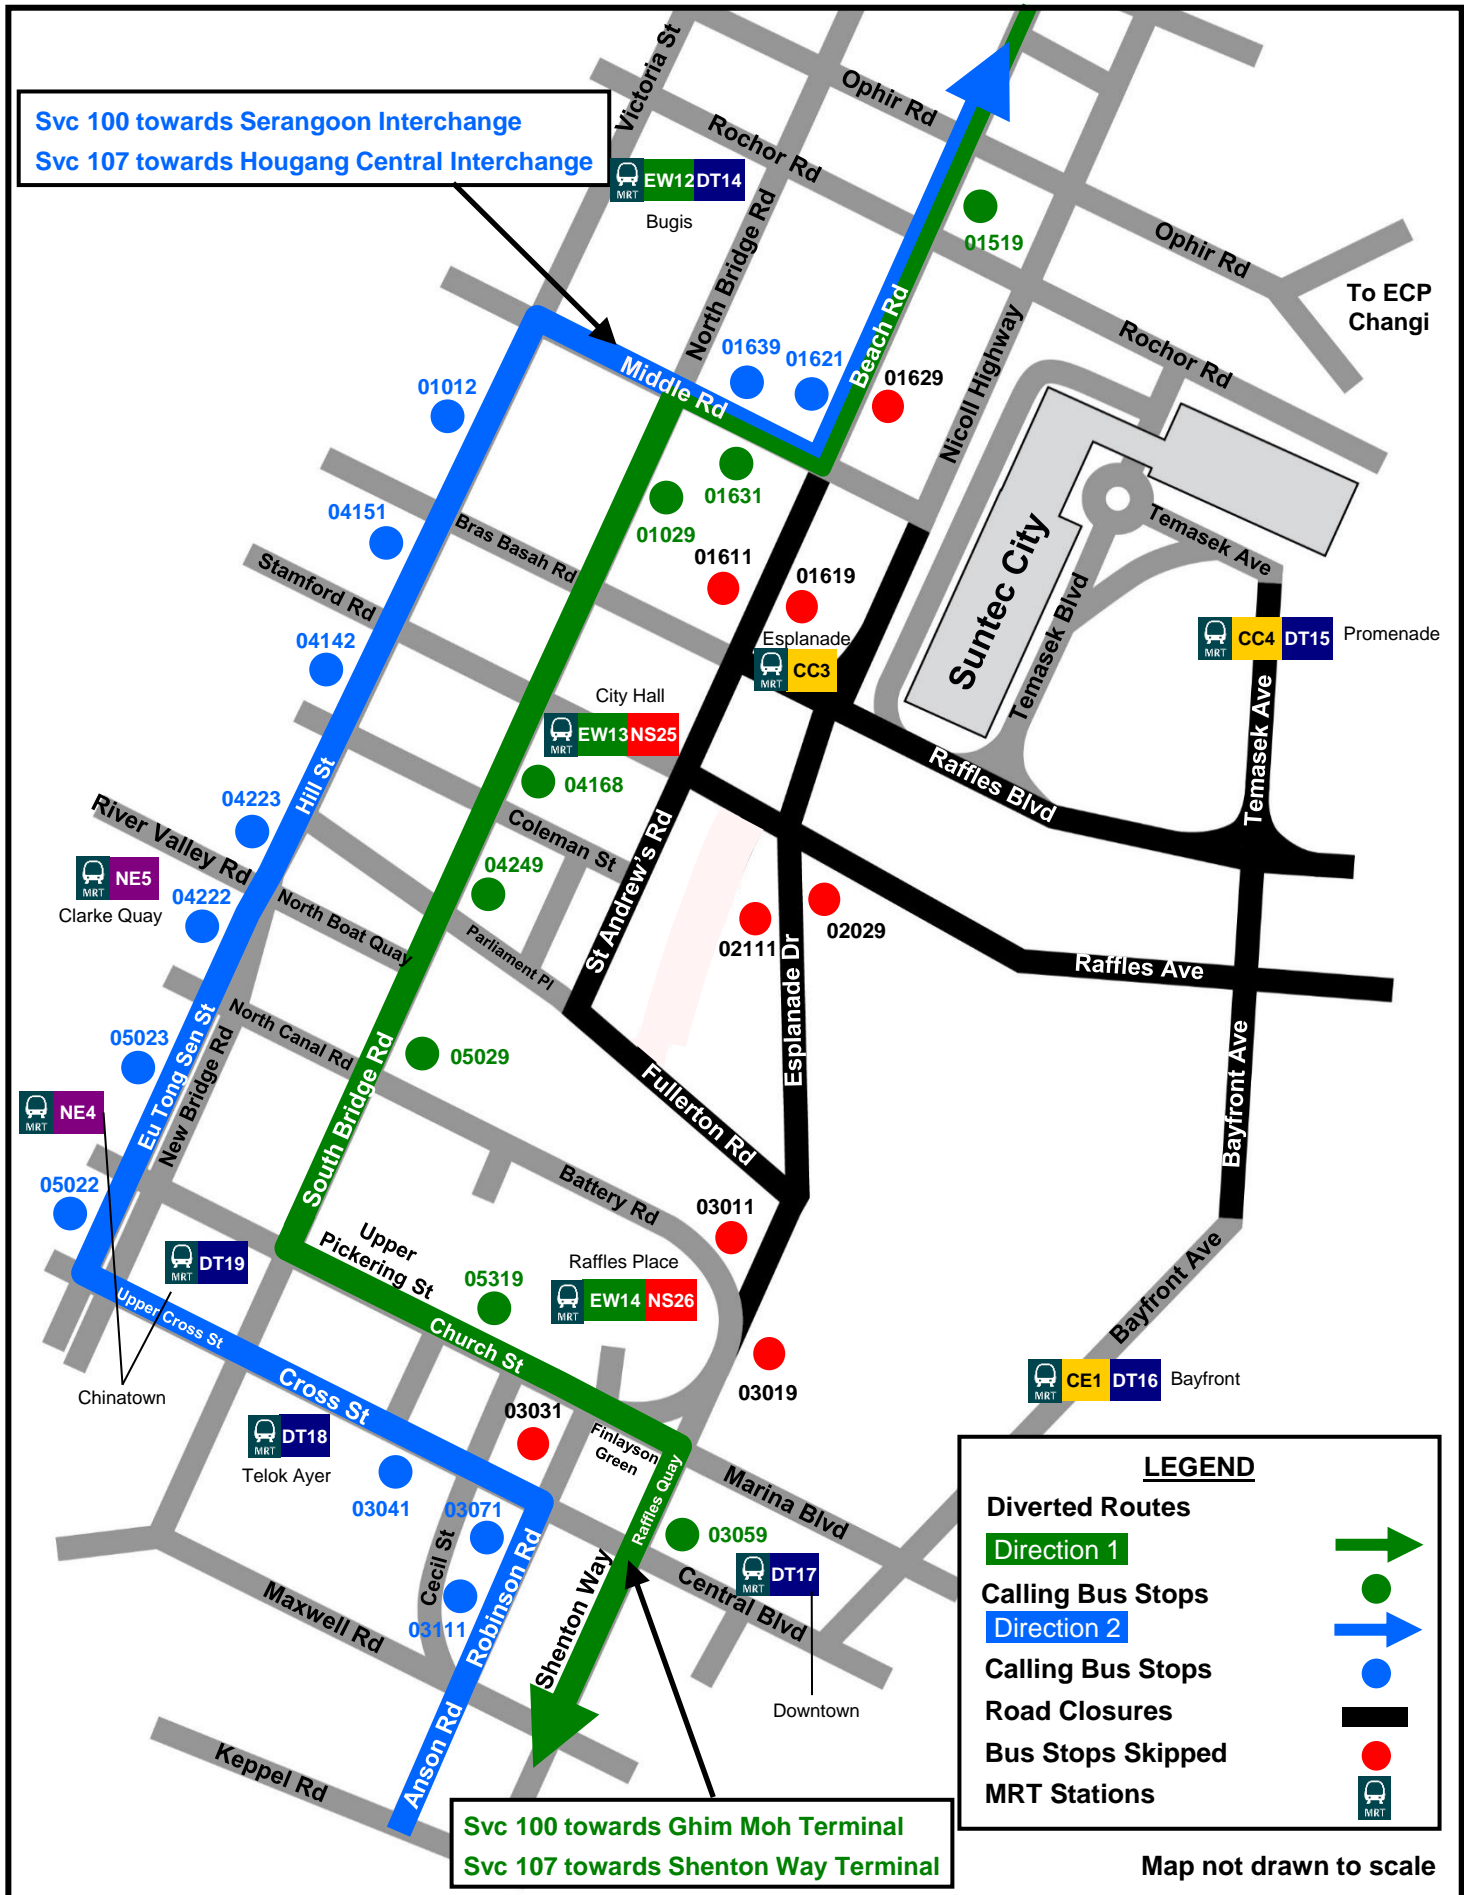 Svc 100 towards Serangoon Interchange
Svc 107 towards Hougang Central Interchange
Victoria St
Ophir Rd
Rochor Rd
MRT
EW12
DT14
Bugis
North Bridge Rd
01519
Ophir Rd
To ECP
Changi
Rochor Rd
Beach Rd
Nicoll Highway
Middle Rd
01639
01621
01629
01012
01631
01029
04151
Bras Basah Rd
Stamford Rd
01611
01619
Suntec City
Temasek Ave
Temasek Blvd
04142
Esplanade
MRT
CC3
MRT
CC4
DT15
Promenade
City Hall
MRT
EW13
NS25
04168
Hill St
Raffles Blvd
Temasek Ave
04223
River Valley Rd
Coleman St
04249
St Andrew's Rd
MRT
NE5
Clarke Quay
04222
North Boat Quay
Parliament Pl
02111
02029
Raffles Ave
Esplanade Dr
North Canal Rd
05023
Eu Tong Sen St
New Bridge Rd
05029
South Bridge Rd
Fullerton Rd
Bayfront Ave
MRT
NE4
05022
Battery Rd
03011
MRT
DT19
Upper
Pickering St
Raffles Place
MRT
EW14
NS26
05319
Bayfront Ave
Upper Cross St
Church St
03019
MRT
CE1
DT16
Bayfront
Chinatown
Cross St
03031
Finlayson
Green
MRT
DT18
Telok Ayer
03041
03071
Raffles Quay
Marina Blvd
03059
MRT
DT17
Central Blvd
Cecil St
03111
Robinson Rd
Shenton Way
Maxwell Rd
Downtown
Keppel Rd
Anson Rd
LEGEND
Diverted Routes
Direction 1
Calling Bus Stops
Direction 2
Calling Bus Stops
Road Closures
Bus Stops Skipped
MRT Stations
MRT
Svc 100 towards Ghim Moh Terminal
Svc 107 towards Shenton Way Terminal
Map not drawn to scale